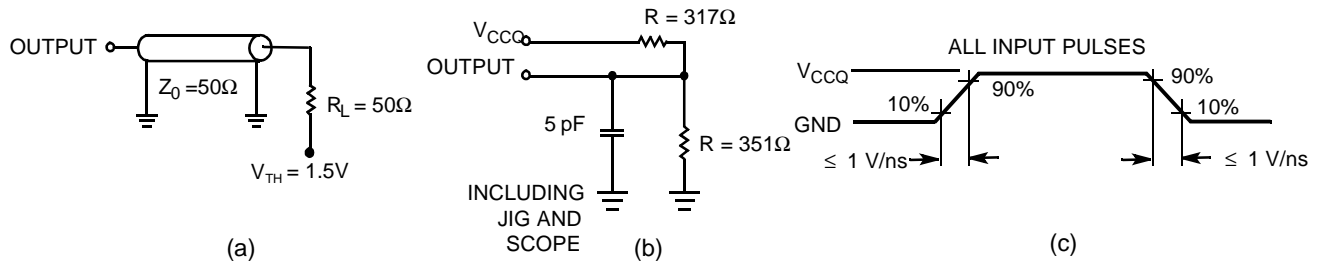 OUTPUT
Z0 =50Ω
RL = 50Ω
VTH = 1.5V
(a)
R = 317Ω
VCCQ
OUTPUT
5 pF
R = 351Ω
INCLUDING
JIG AND
SCOPE
(b)
ALL INPUT PULSES
VCCQ
GND
10%
90%
90%
10%
≤ 1 V/ns
≤ 1 V/ns
(c)